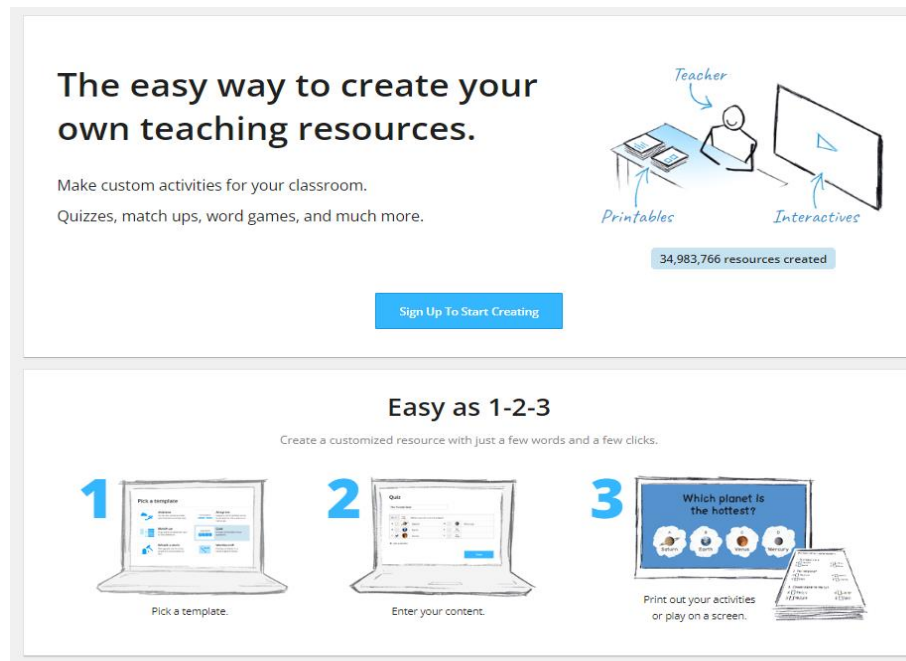 The easy way to create your
own teaching resources.
Make custom activities for your classroom.
Quizzes, match ups, word games, and much more.
Teacher
Printables
Interactives
34,983,766 resources created
Sign Up To Start Creating
Easy as 1-2-3
Create a customized resource with just a few words and a few clicks.
1
Pick a template
Pick a template.
2
Quiz
Enter your content.
3
Which planet is
the hottest?
Saturn
Earth
Venus
Mercury
Print out your activities
or play on a screen.